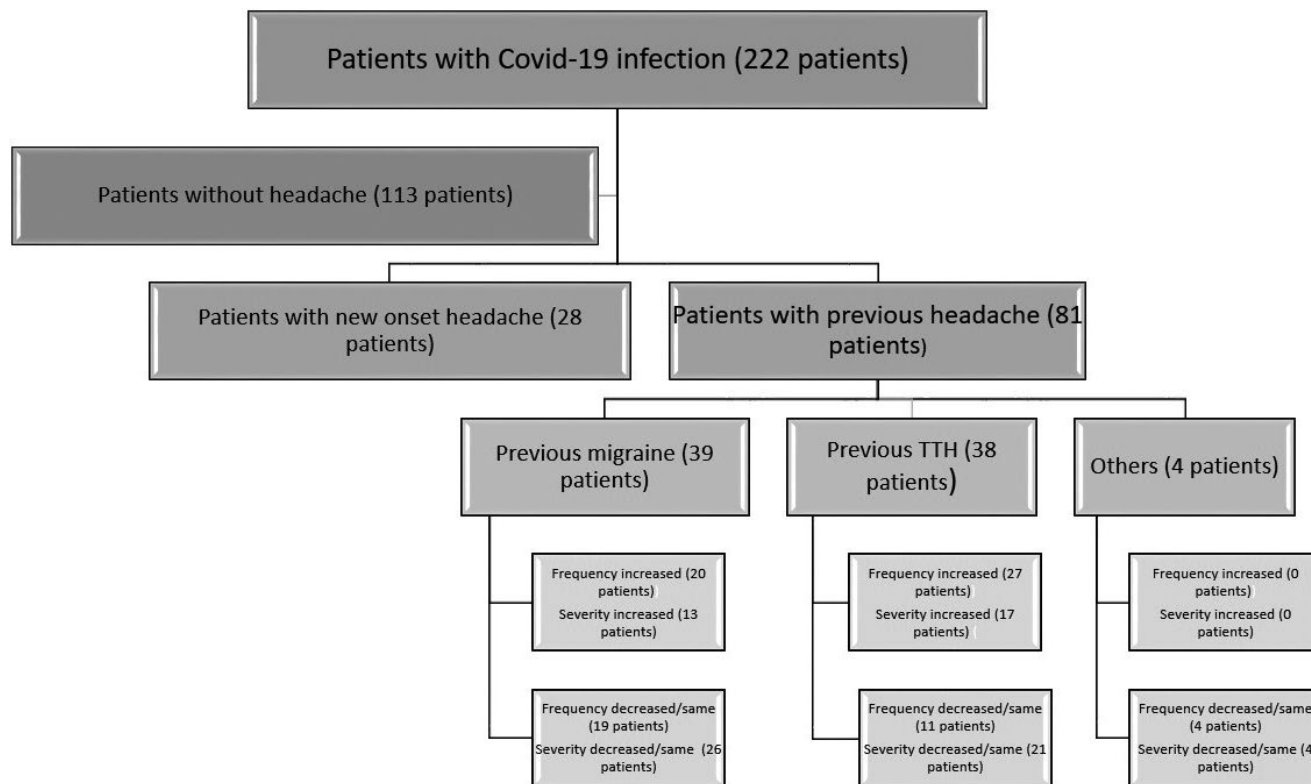 Patients with Covid-19 infection (222 patients)
Patients without headache (113 patients)
Patients with new onset headache (28
patients)
Patients with previous headache (81
patients)
Previous migraine (39
patients)
Previous TTH (38
patients)
Others (4 patients)
Frequency increased (20
patients)
Severity increased (13
patients)
Frequency increased (27
patients)
Severity increased (17
patients) (
Frequency increased (0
patients)
Severity increased (0
patients)
Frequency decreased/same
(19 patients)
Severity decreased/same (26
patients)
Frequency decreased/same
(11 patients)
Severity decreased/same (21
patients)
Frequency decreased/same
(4 patients)
Severity decreased/same (4
patients)